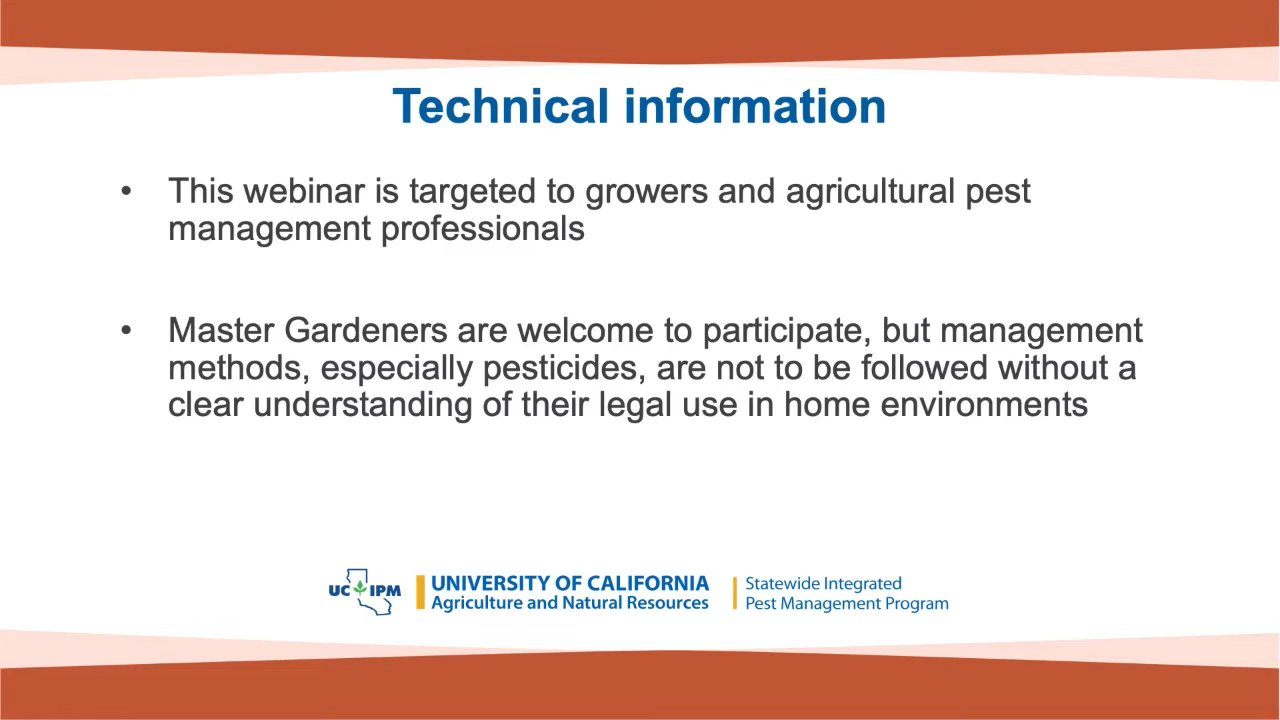 Technical information
• This webinar is targeted to growers and agricultural pest
management professionals
• Master Gardeners are welcome to participate, but management
methods, especially pesticides, are not to be followed without a
clear understanding of their legal use in home environments
UC IPM
UNIVERSITY OF CALIFORNIA
Agriculture and Natural Resources
Statewide Integrated
Pest Management Program